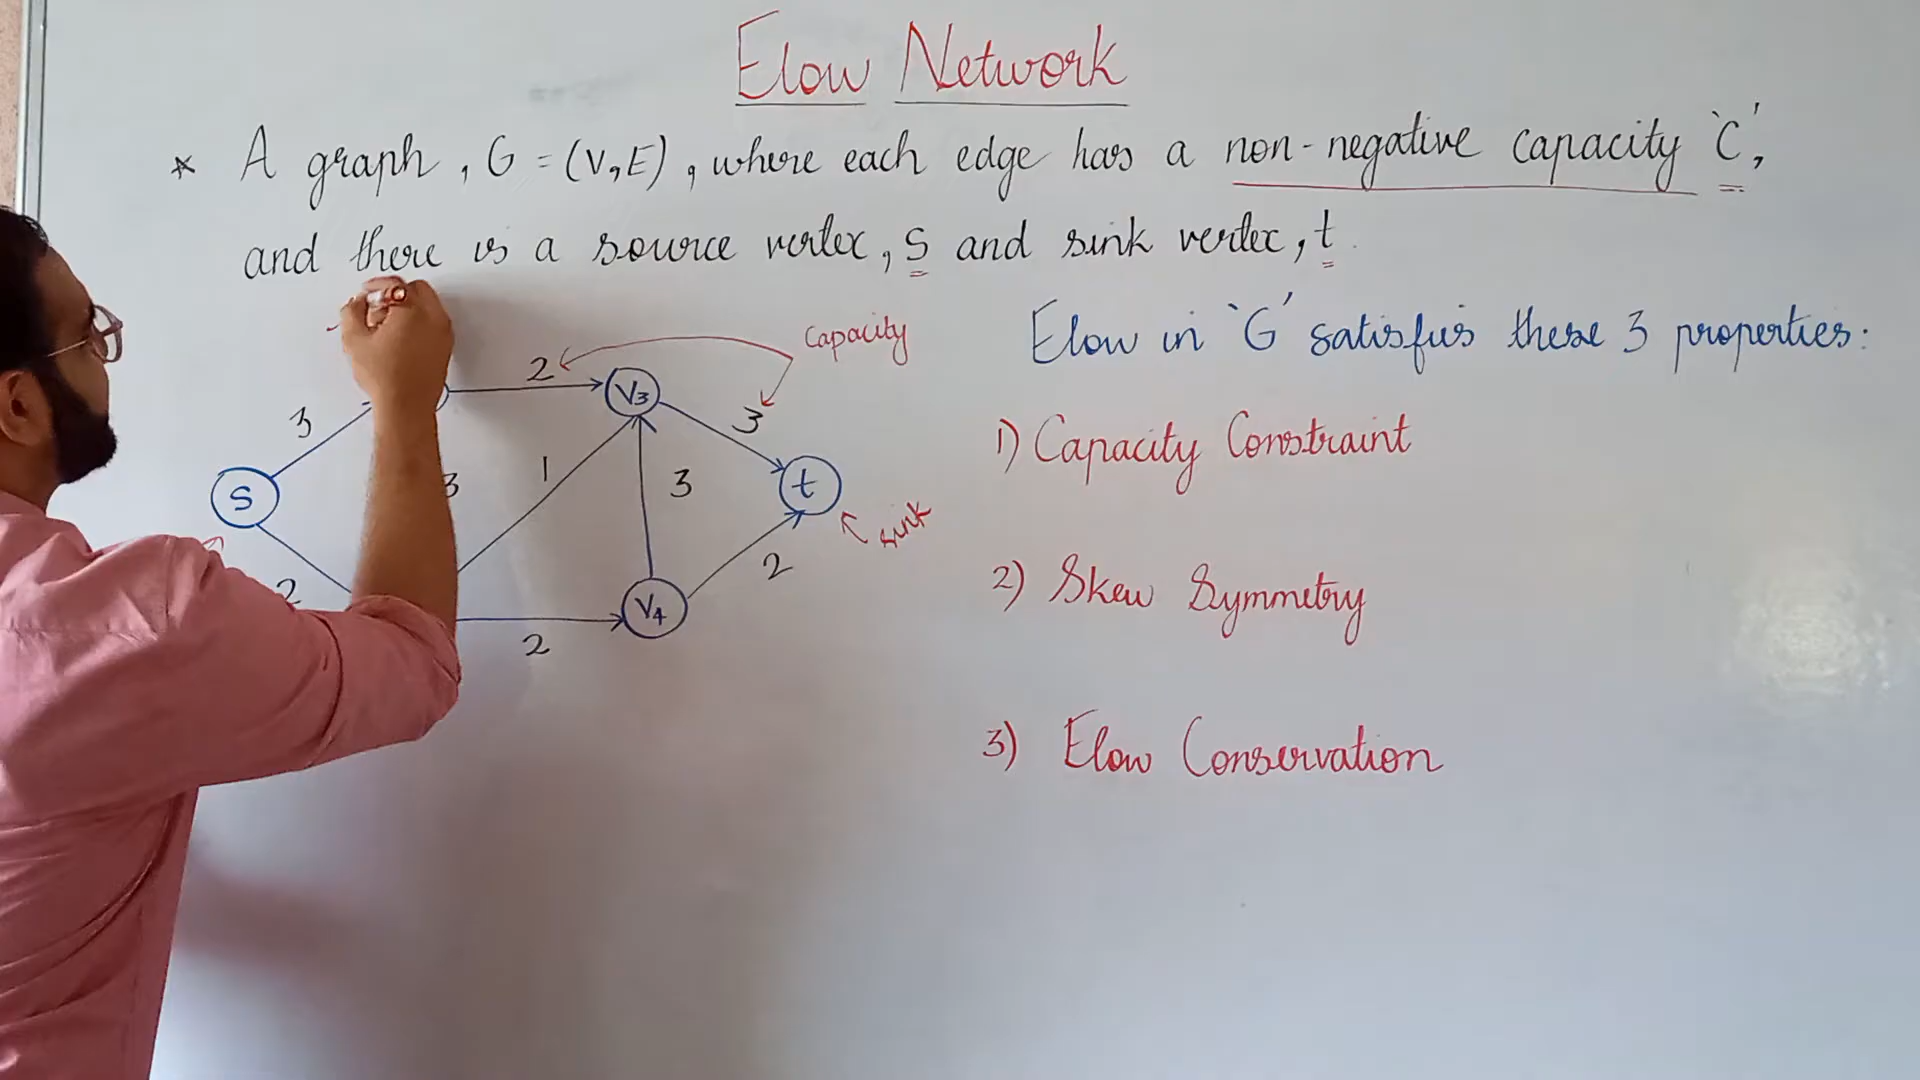 Flow Network
* A graph, G = (V, E), where each edge has a non-negative capacity 'C',
and there is a source vertex, S and sink vertex, t.
Capacity
Flow in 'G' satisfies these 3 properties:
2
V3
3
3
1) Capacity Constraint
S
3
1
3
t
sink
2
2
2) Skew Symmetry
V4
2
3) Flow Conservation